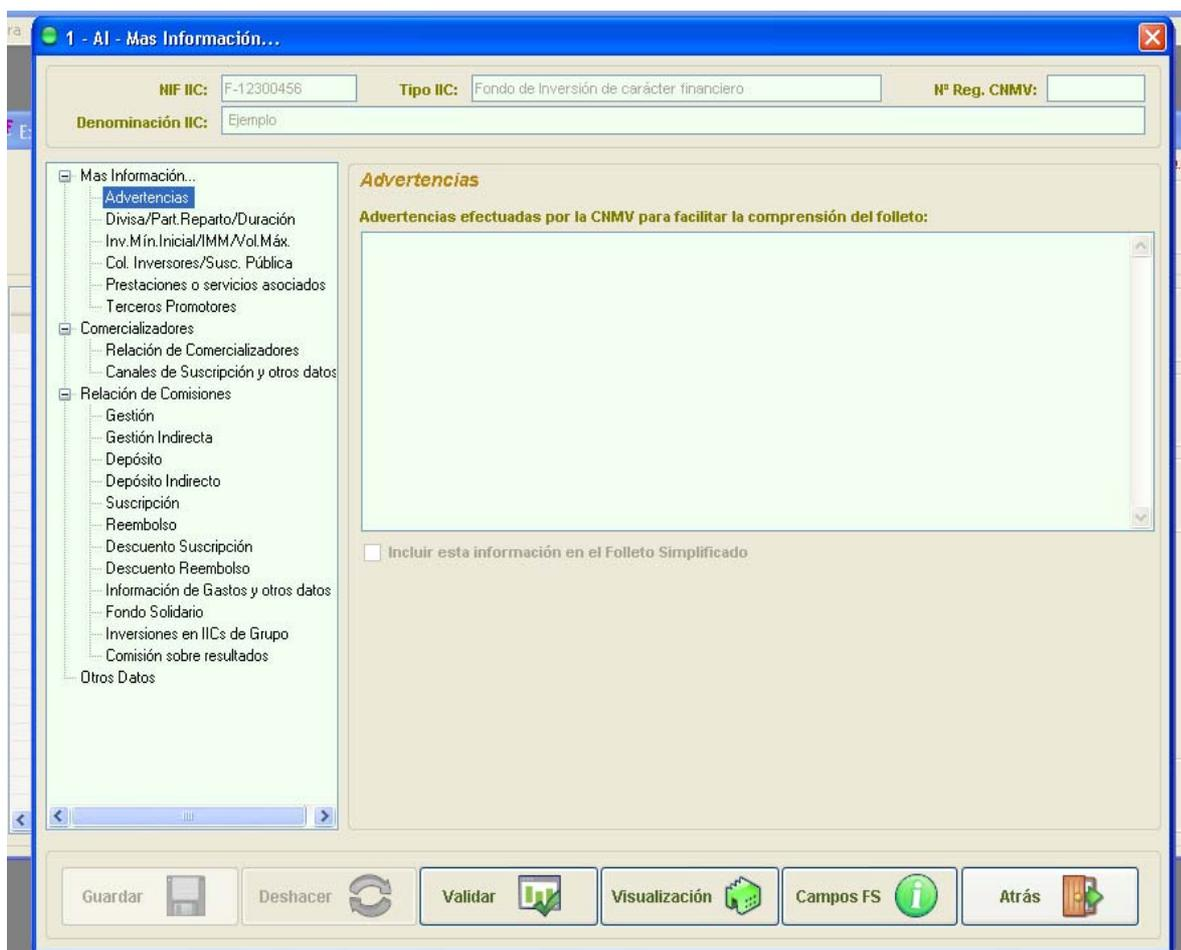 ra
1 - AI - Mas Información...
NIF IIC: F-12300456 Tipo IIC: Fondo de Inversión de carácter financiero Nº Reg. CNMV:
Denominación IIC: Ejemplo
Mas Información...
Advertencias
Divisa/Part.Reparto/Duración
Inv.Mín.Inicial/IMM/Vol.Máx.
Col. Inversores/Susc. Pública
Prestaciones o servicios asociados
Terceros Promotores
Comercializadores
Relación de Comercializadores
Canales de Suscripción y otros datos
Relación de Comisiones
Gestión
Gestión Indirecta
Depósito
Depósito Indirecto
Suscripción
Reembolso
Descuento Suscripción
Descuento Reembolso
Información de Gastos y otros datos
Fondo Solidario
Inversiones en IICs de Grupo
Comisión sobre resultados
Otros Datos
Advertencias
Advertencias efectuadas por la CNMV para facilitar la comprensión del folleto:
Incluir esta información en el Folleto Simplificado
Guardar Deshacer Validar Visualización Campos FS Atrás